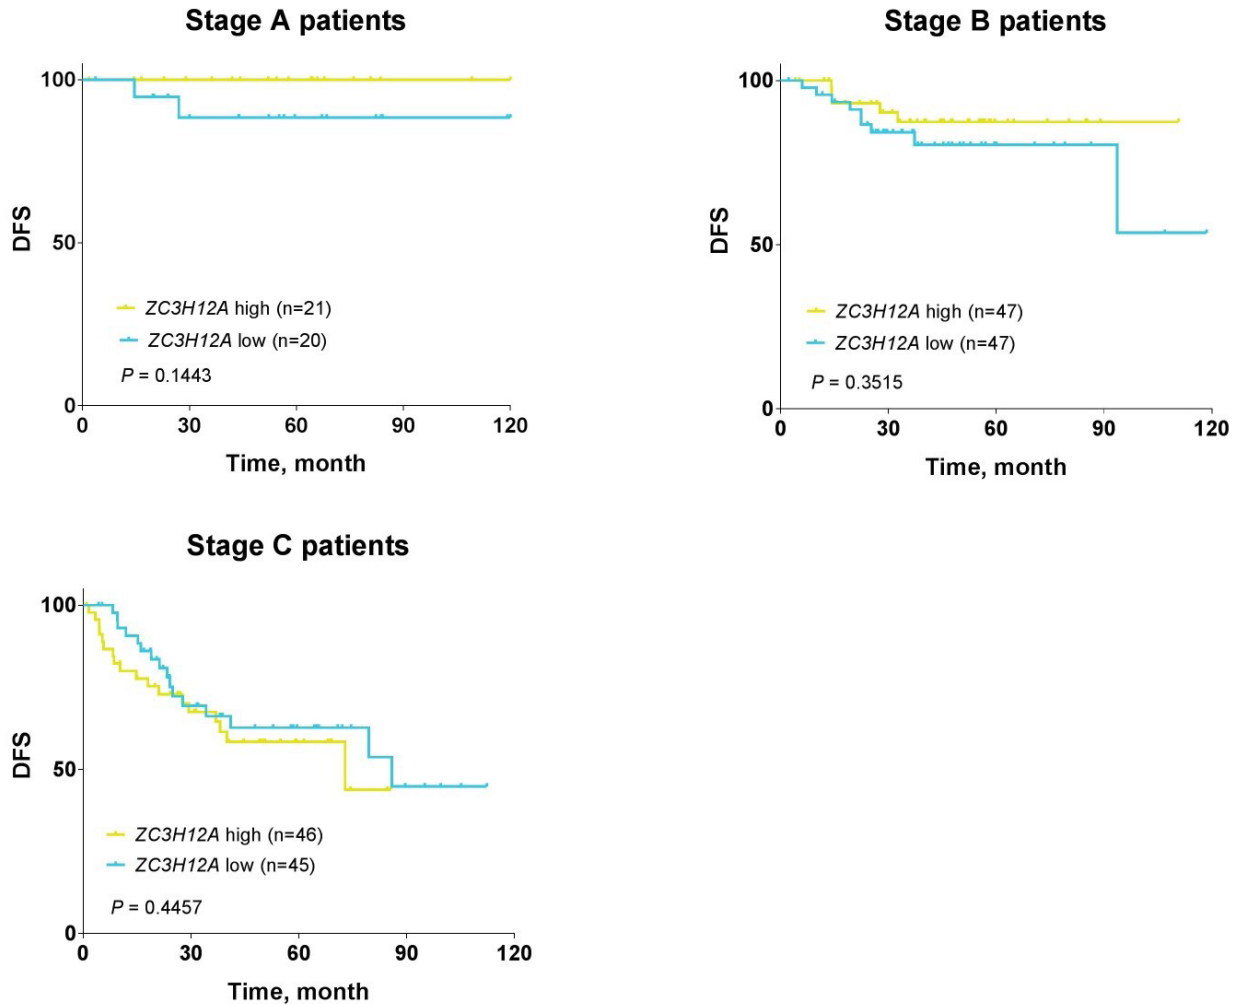 Stage A patients
100
50
0
DFS
ZC3H12A high (n=21)
ZC3H12A low (n=20)
P = 0.1443
0 30 60 90 120
Time, month
Stage B patients
100
50
0
DFS
ZC3H12A high (n=47)
ZC3H12A low (n=47)
P = 0.3515
0 30 60 90 120
Time, month
Stage C patients
100
50
0
DFS
ZC3H12A high (n=46)
ZC3H12A low (n=45)
P = 0.4457
0 30 60 90 120
Time, month